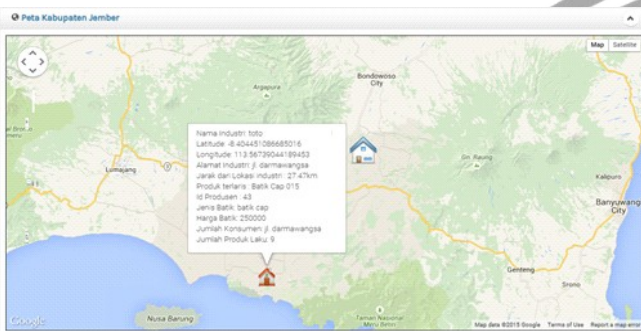 Peta Kabupaten Jember
Map Satellite
Bondowoso
City
Argapura
Nama Industri: toto
Latitude: -8.404451086685016
Longitude: 113.56739044189453
Alamat Industri: jl. darmawangsa
Jarak dari Lokasi industri : 27.47km
Produk terlaris : Batik Cap 015
Id Produsen : 43
Jenis Batik: batik cap
Harga Batik: 250000
Jumlah Konsumen: jl. darmawangsa
Jumlah Produk Laku: 9
Lumajang
Gn. Raung
Kalipuro
Banyuwangi
City
Genteng
Srono
Nusa Barung
Taman Nasional
Meru Betiri
Google
Map data ©2015 Google Terms of Use Report a map error